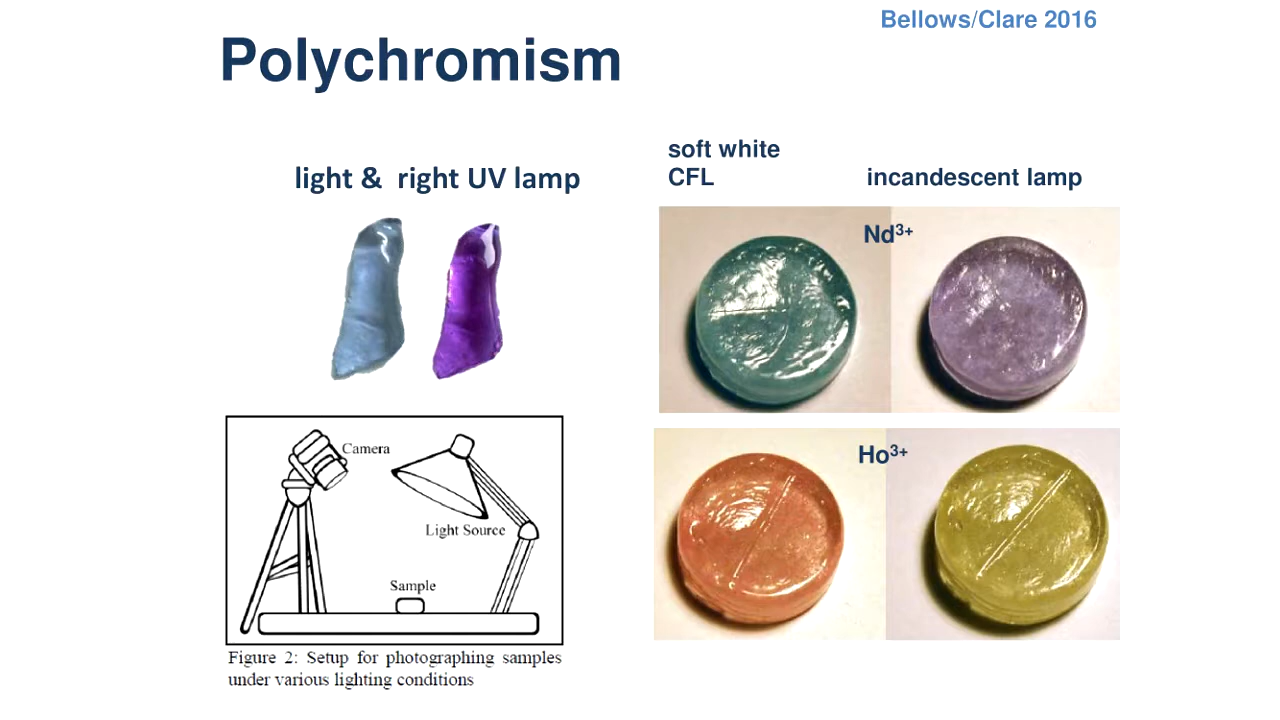 Bellows/Clare 2016
Polychromism
light &  right UV lamp
soft white
CFL
incandescent lamp
Nd³⁺
Ho³⁺
Camera
Light Source
Sample
Figure 2: Setup for photographing samples
under various lighting conditions